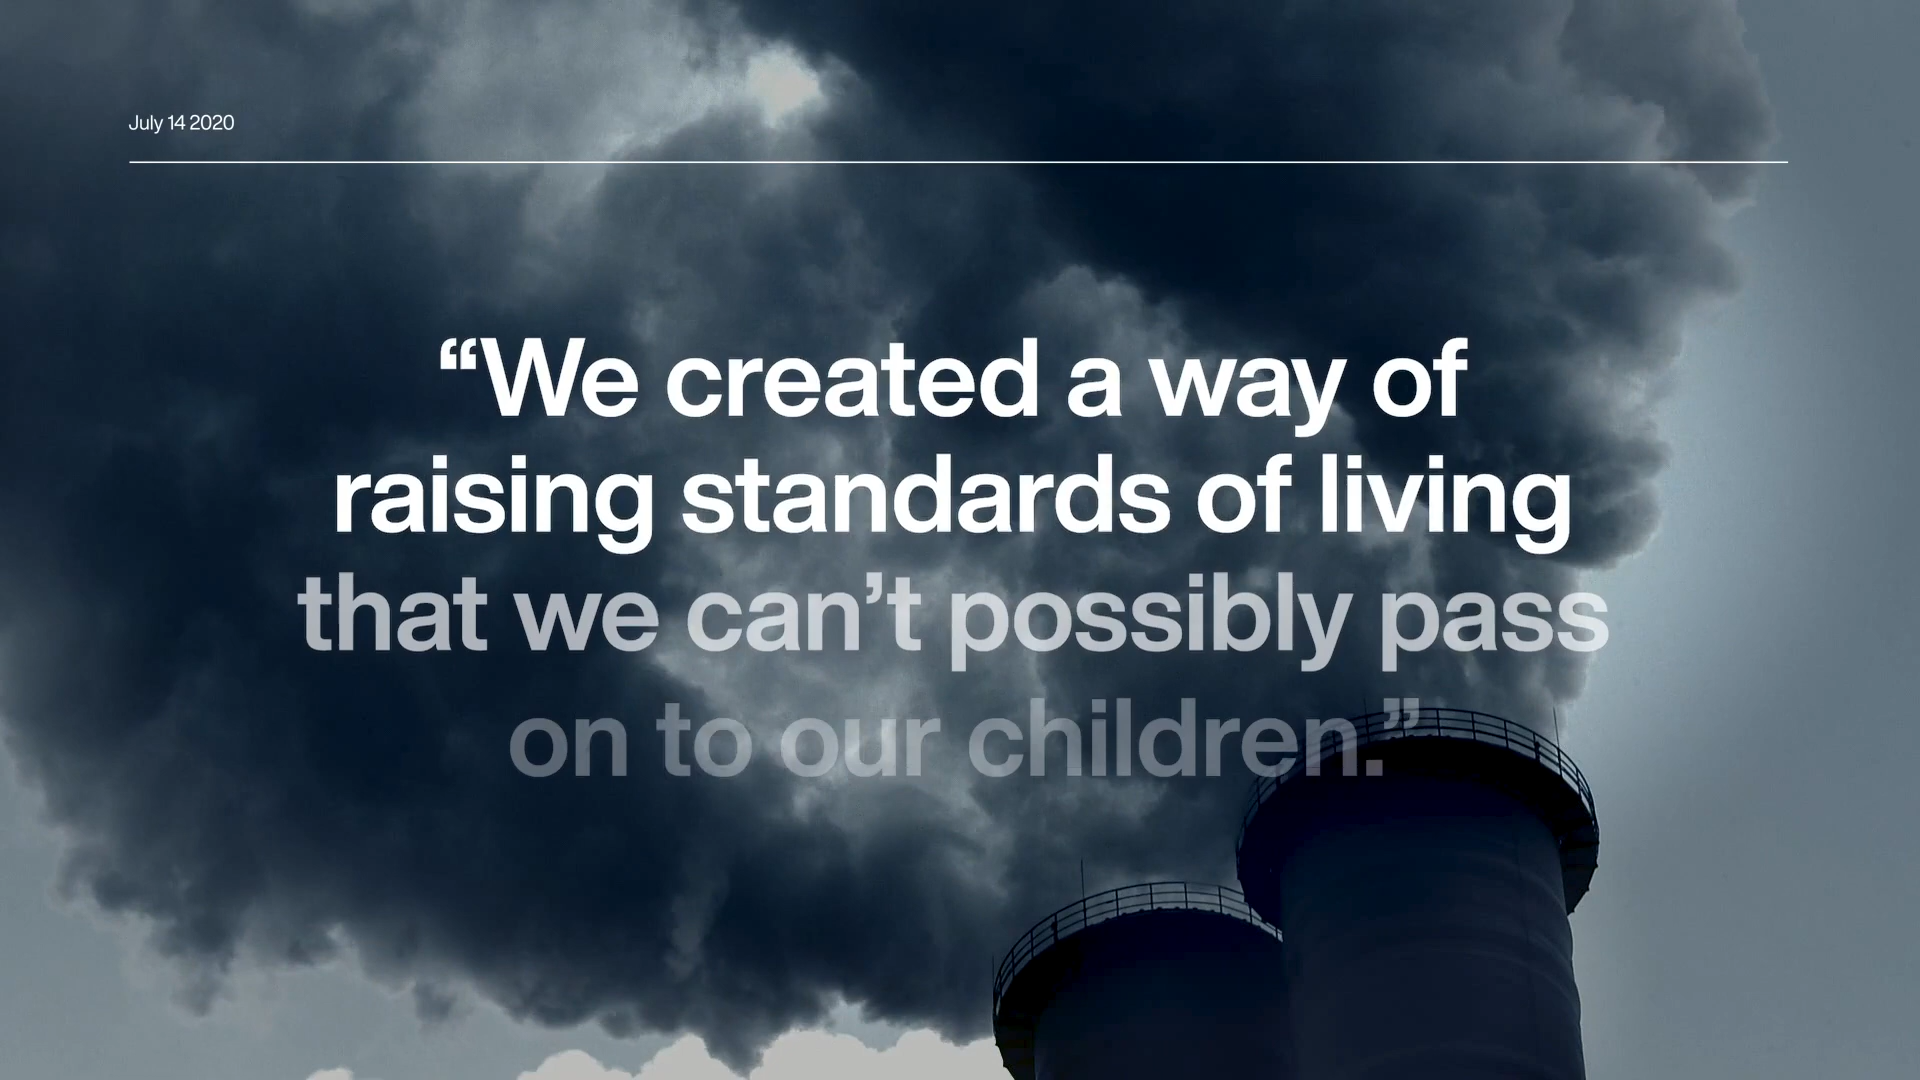 July 14 2020
“We created a way of
raising standards of living
that we can’t possibly pass
on to our children.”